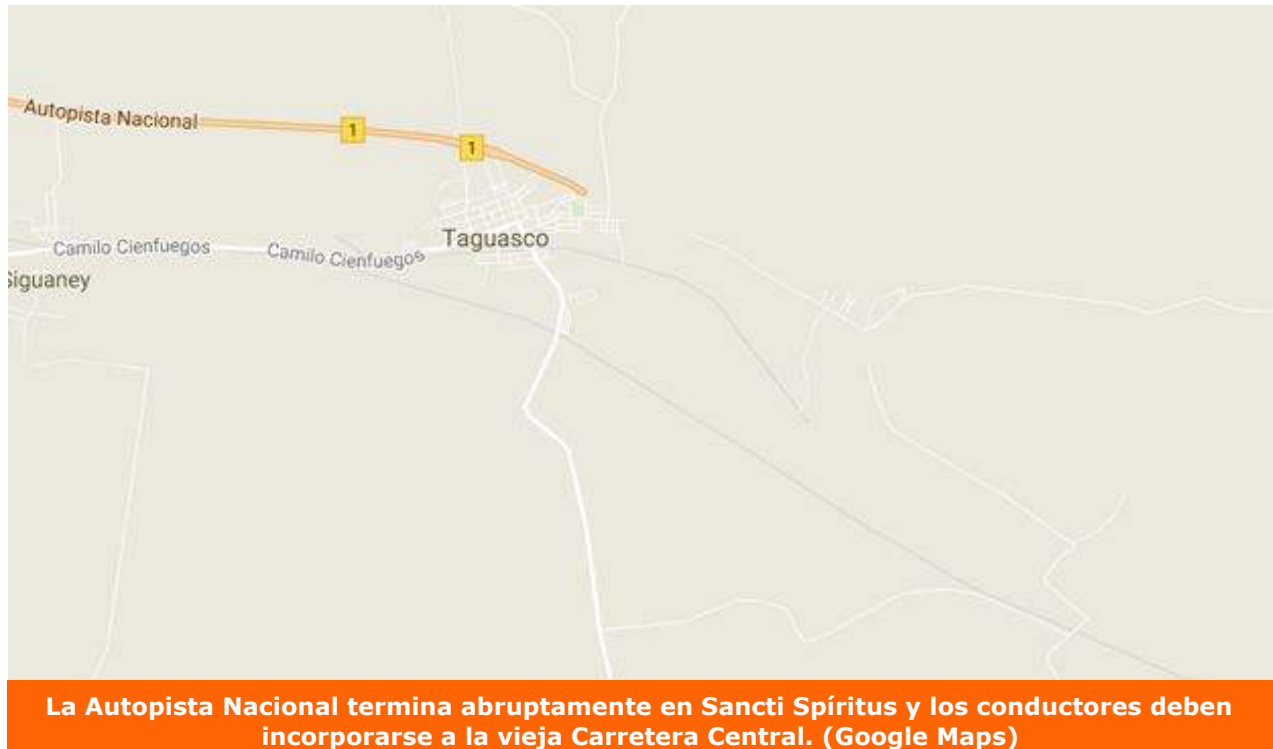 Autopista Nacional
1
1
Camilo Cienfuegos
Camilo Cienfuegos
Taguasco
Siguaney
La Autopista Nacional termina abruptamente en Sancti Spíritus y los conductores deben
incorporarse a la vieja Carretera Central. (Google Maps)